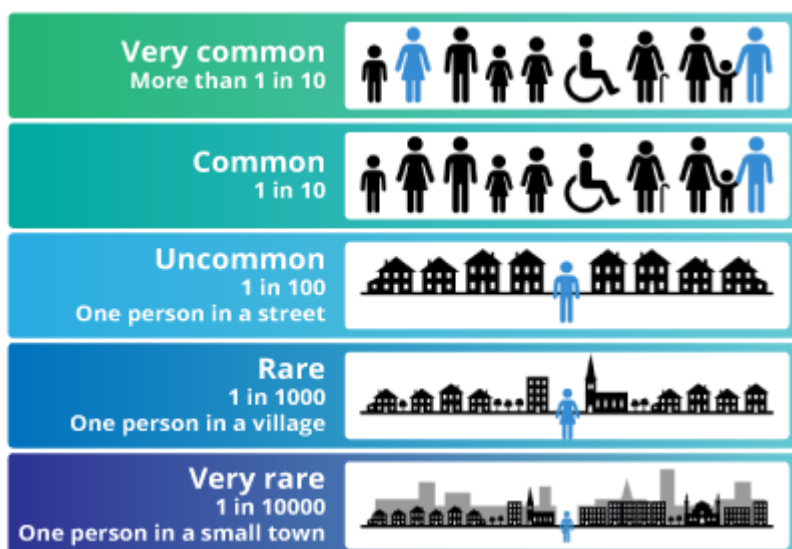 Very common
More than 1 in 10
Common
1 in 10
Uncommon
1 in 100
One person in a street
Rare
1 in 1000
One person in a village
Very rare
1 in 10000
One person in a small town